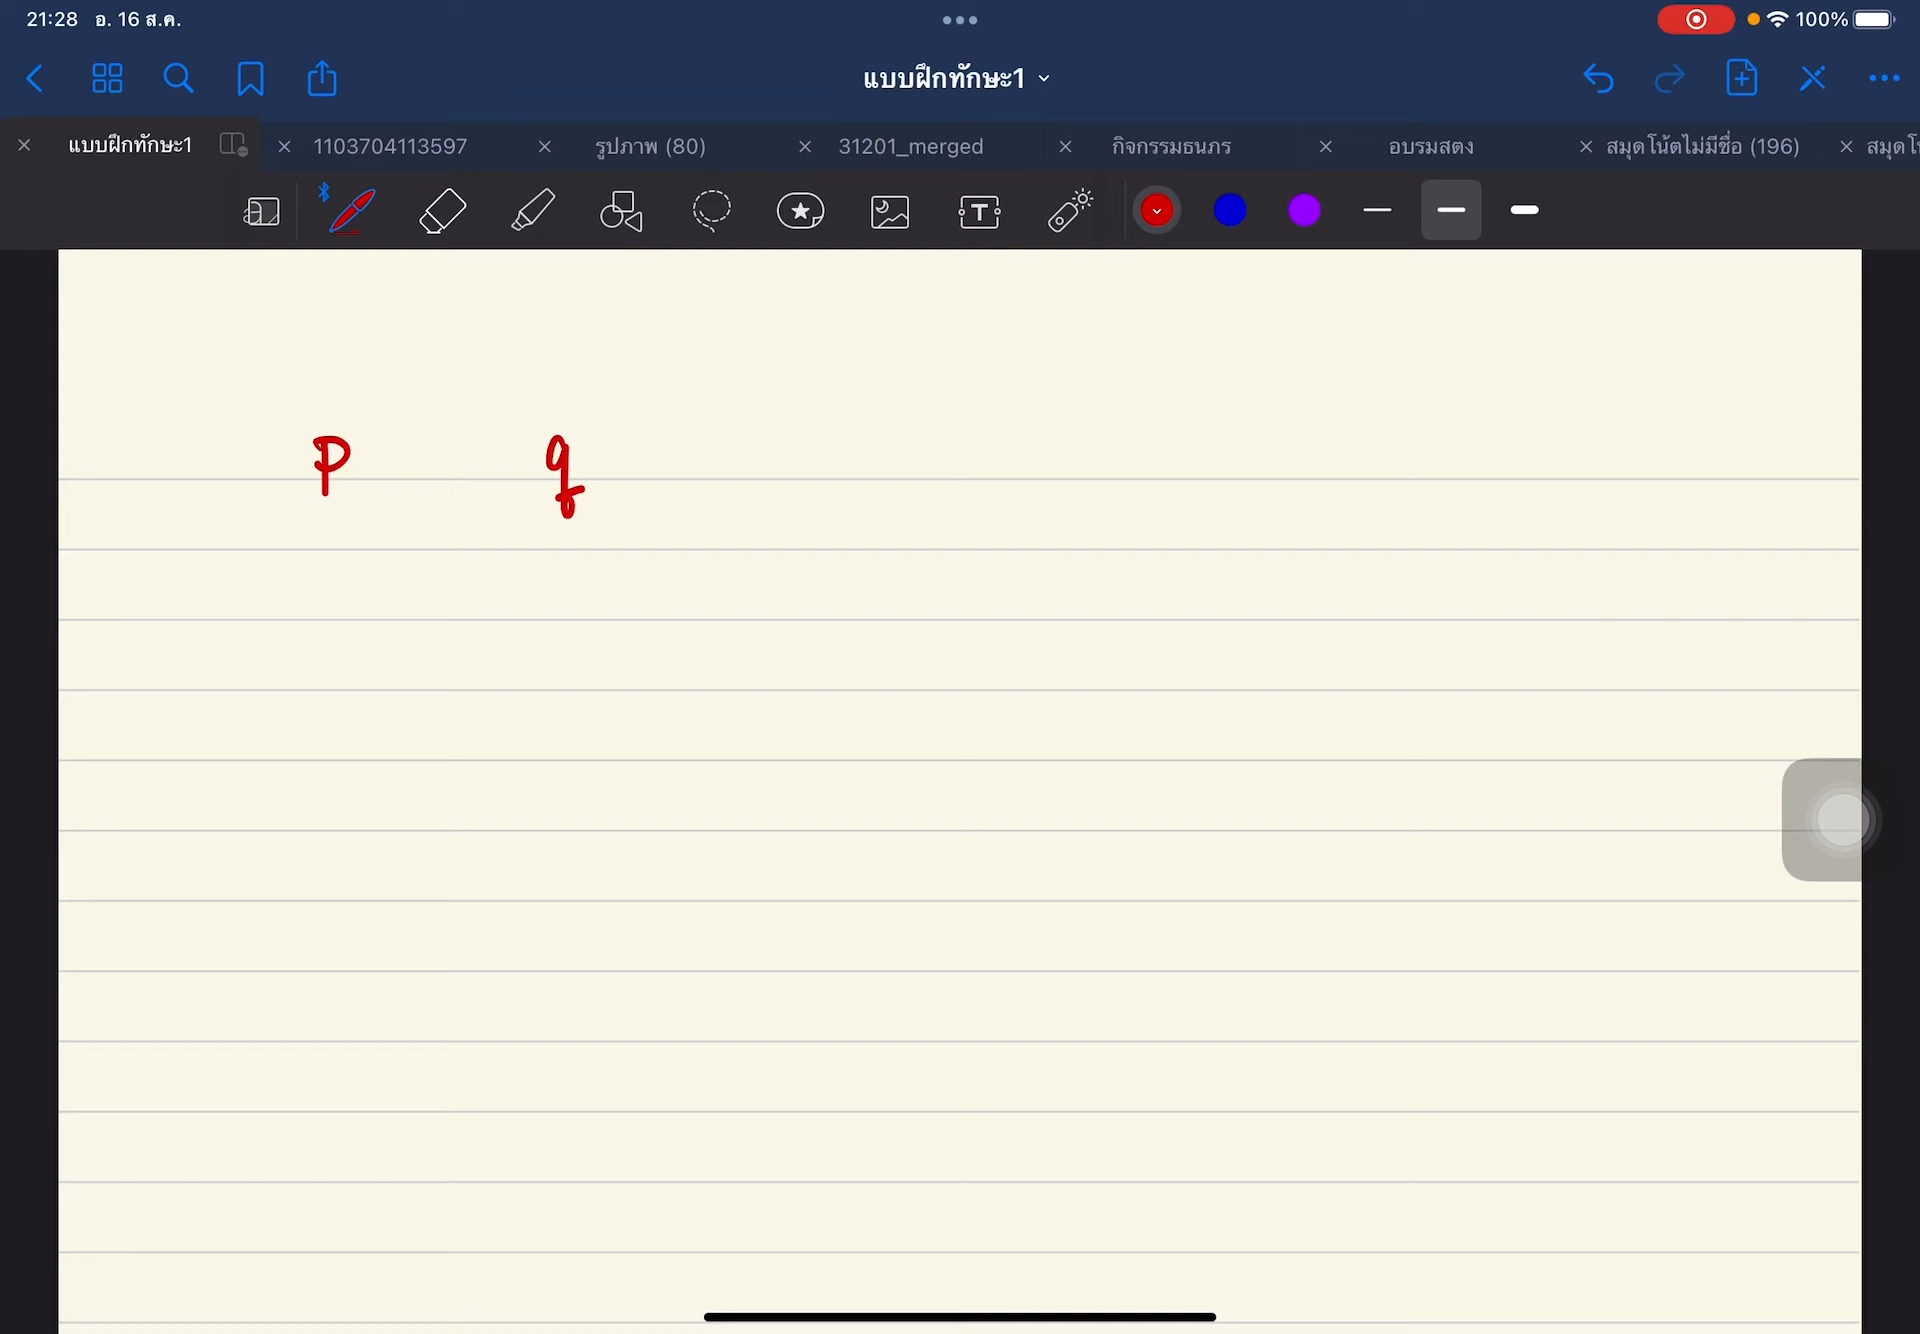 21:28 อ. 16 ส.ค. 100%
แบบฝึกทักษะ1
แบบฝึกทักษะ1 1103704113597 รูปภาพ (80) 31201_merged กิจกรรมธนภร อบรมสตง สมุดโน้ตไม่มีชื่อ (196)
p q